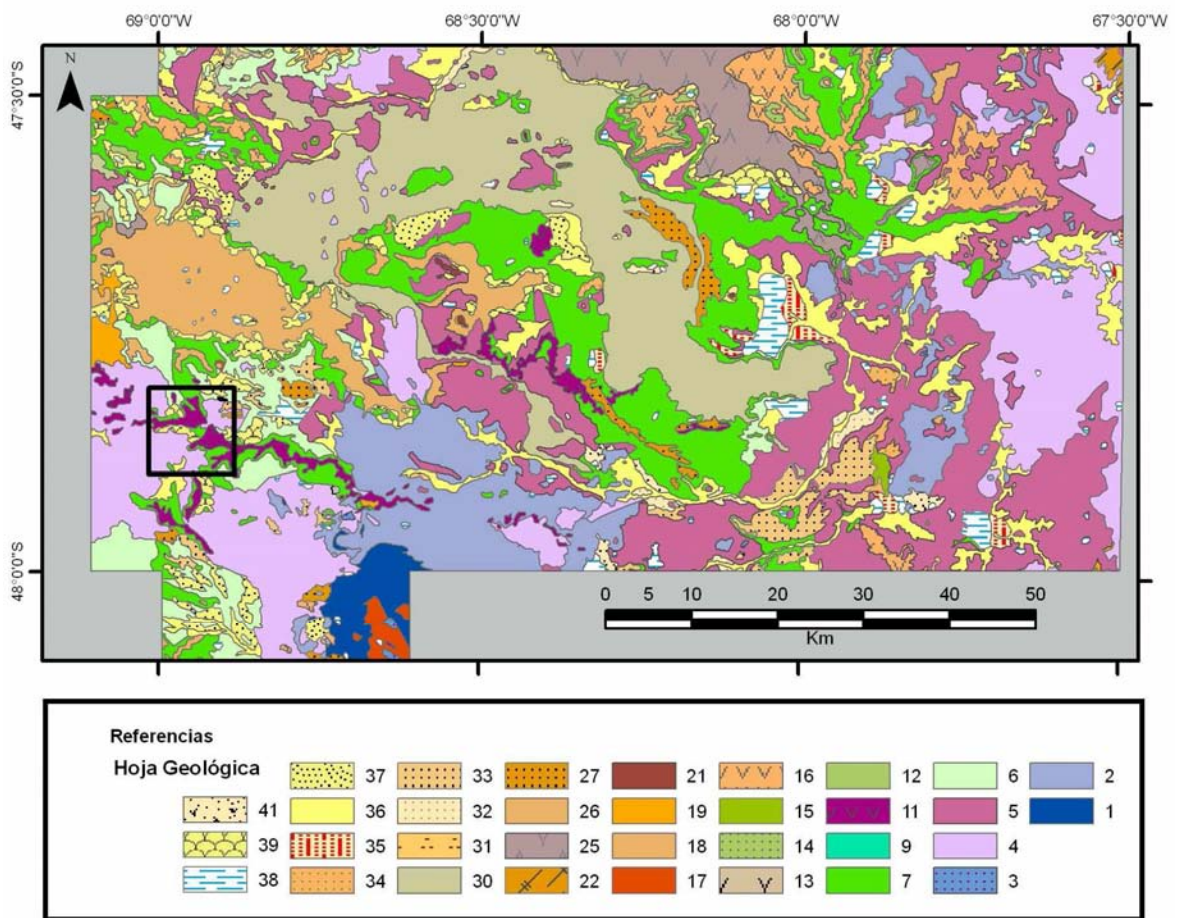 69°0'0"W 68°30'0"W 68°0'0"W 67°30'0"W
N
47°30'0"S
48°0'0"S
0 5 10 20 30 40 50
Km
Referencias
Hoja Geológica
37 33 27 21 16 12 6 2
41 36 32 26 19 15 11 5 1
39 35 31 25 18 14 9 4
38 34 30 22 17 13 7 3